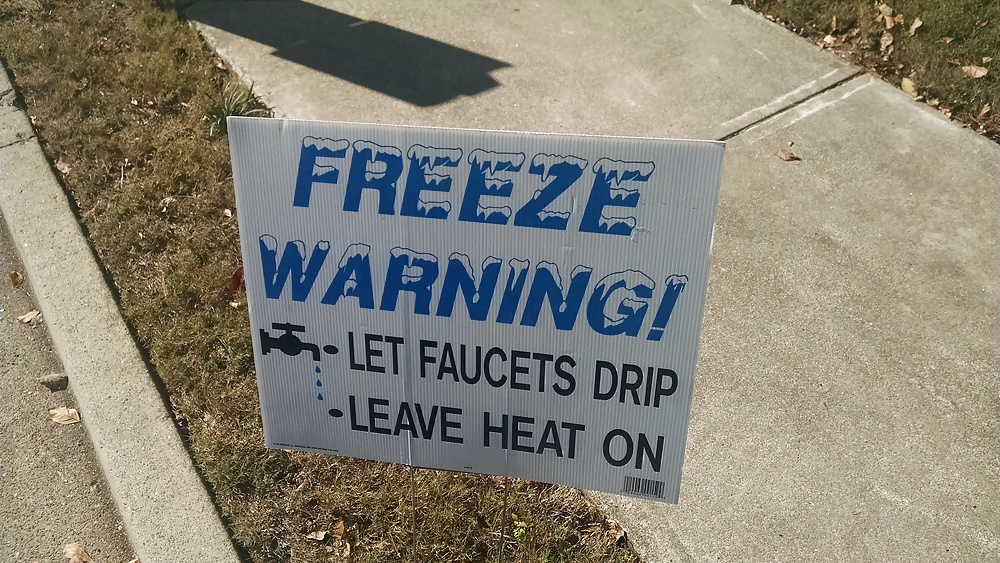 FREEZE
WARNING!
• LET FAUCETS DRIP
• LEAVE HEAT ON